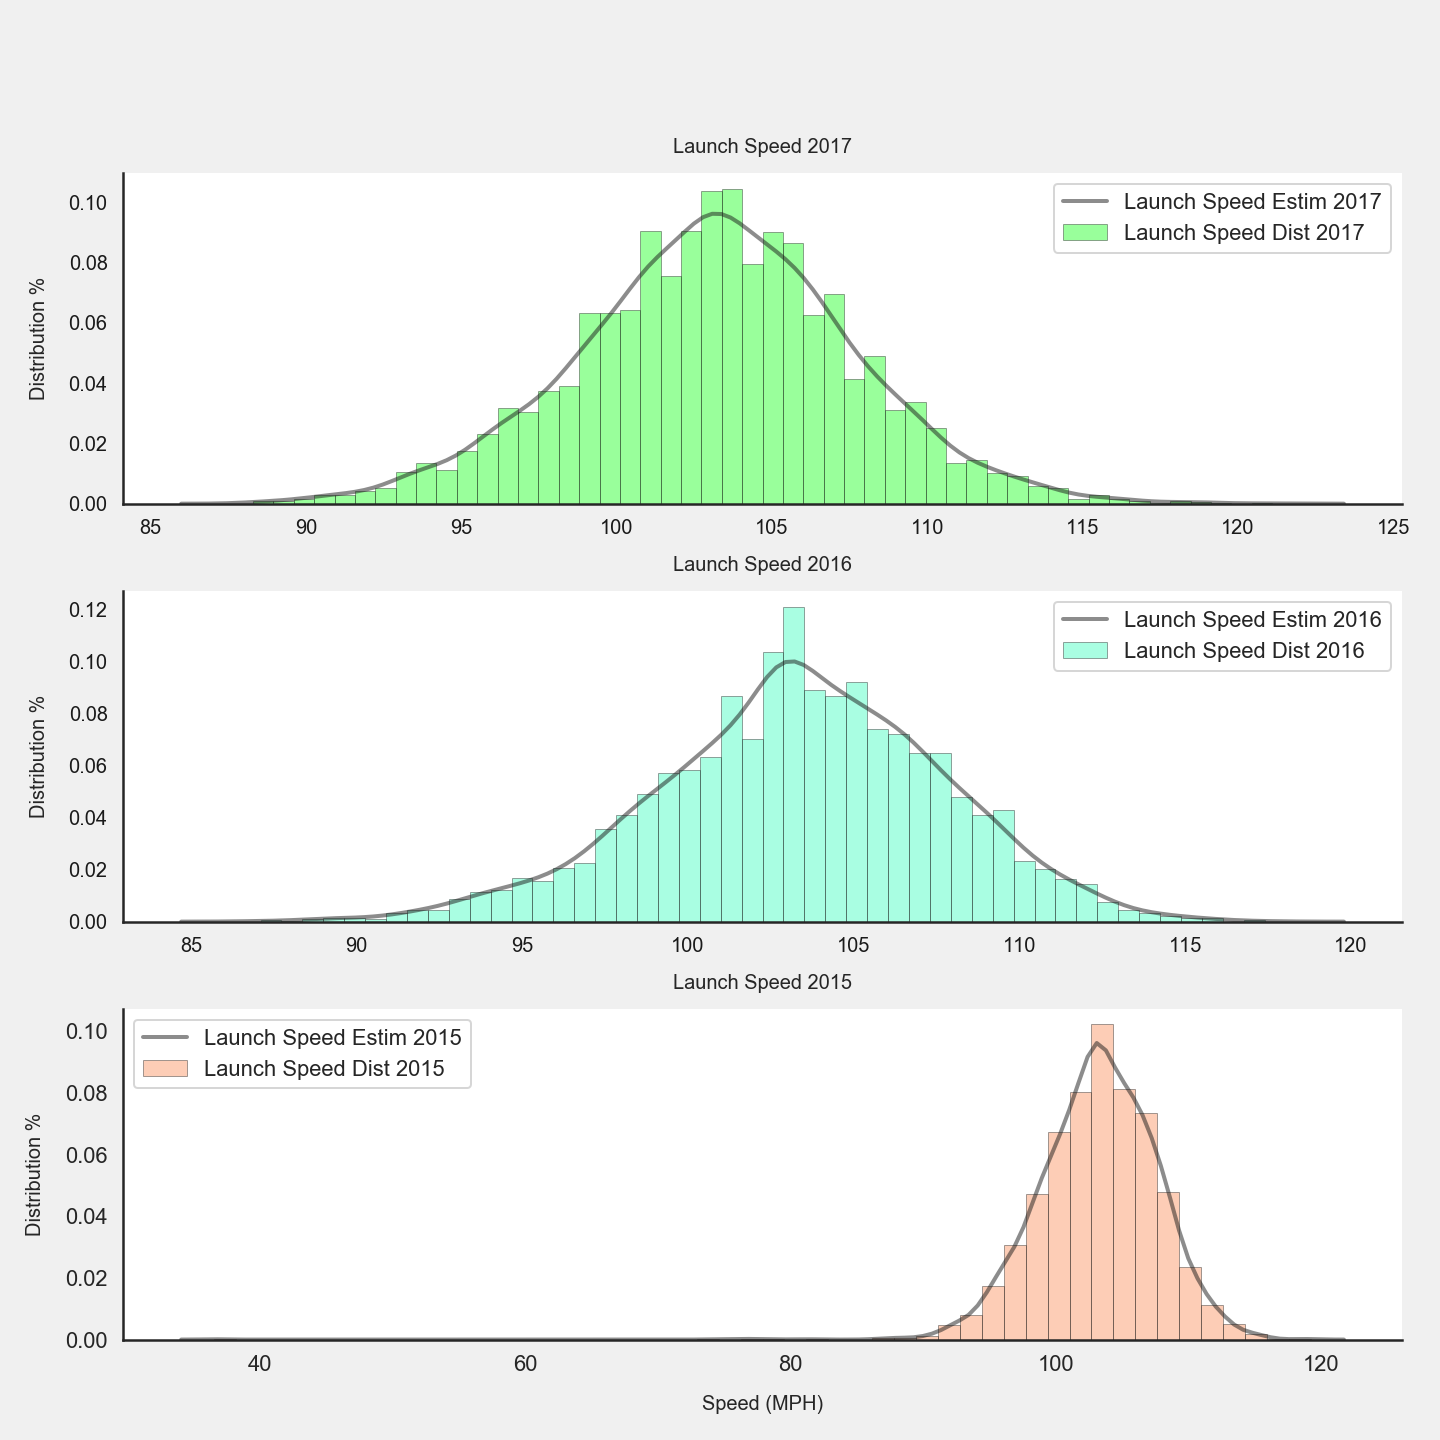 Launch Speed 2017
Launch Speed Estim 2017
Launch Speed Dist 2017
Distribution %
0.10
0.08
0.06
0.04
0.02
0.00
85 90 95 100 105 110 115 120 125
Launch Speed 2016
Launch Speed Estim 2016
Launch Speed Dist 2016
Distribution %
0.12
0.10
0.08
0.06
0.04
0.02
0.00
85 90 95 100 105 110 115 120
Launch Speed 2015
Launch Speed Estim 2015
Launch Speed Dist 2015
Distribution %
0.10
0.08
0.06
0.04
0.02
0.00
40 60 80 100 120
Speed (MPH)